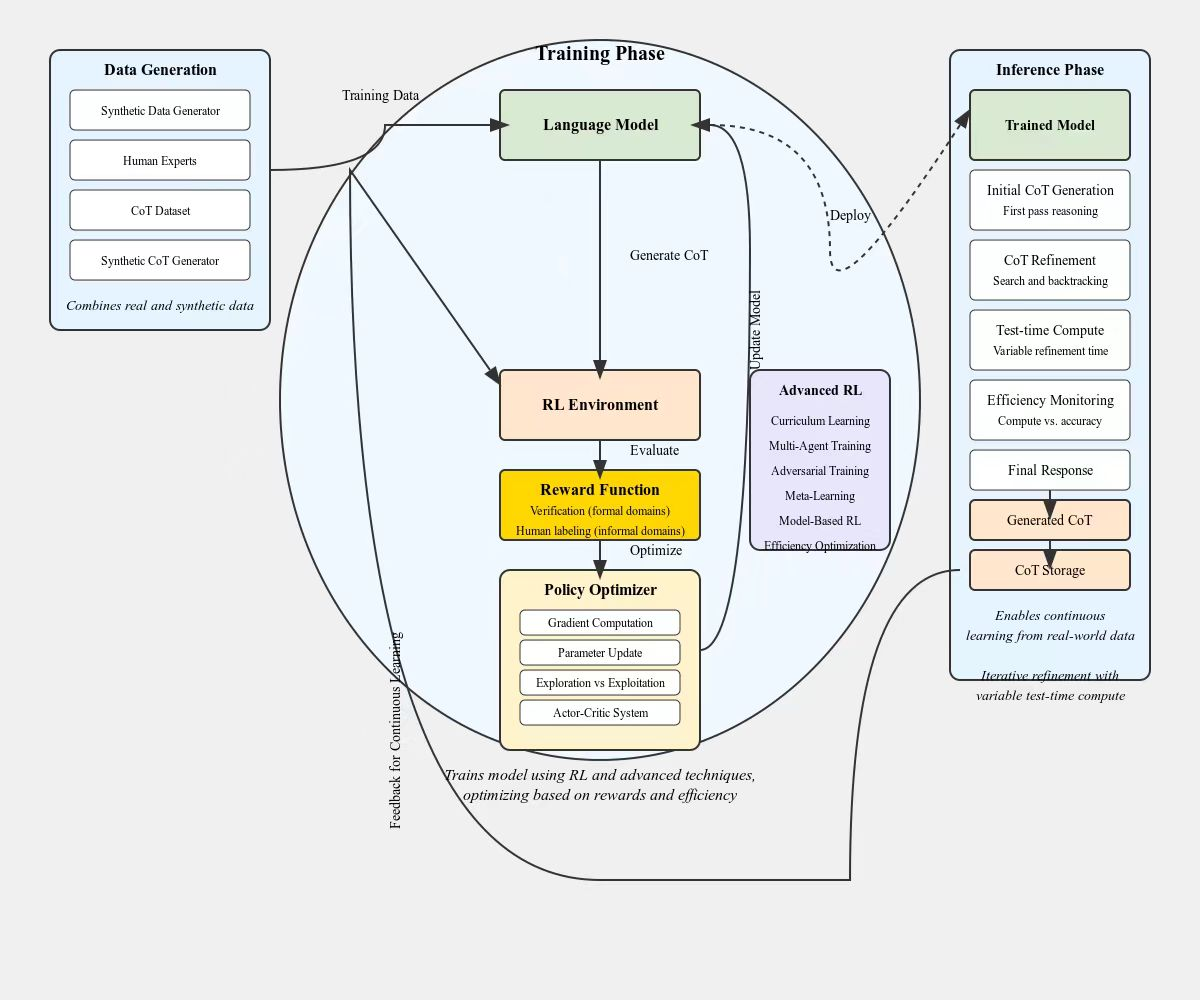 Data Generation
Synthetic Data Generator
Human Experts
CoT Dataset
Synthetic CoT Generator
Combines real and synthetic data
Training Data
Training Phase
Language Model
Generate CoT
Deploy
Update Model
RL Environment
Evaluate
Reward Function
Verification (formal domains)
Human labeling (informal domains)
Optimize
Policy Optimizer
Gradient Computation
Parameter Update
Exploration vs Exploitation
Actor-Critic System
Advanced RL
Curriculum Learning
Multi-Agent Training
Adversarial Training
Meta-Learning
Model-Based RL
Efficiency Optimization
Feedback for Continuous Learning
Trains model using RL and advanced techniques,
optimizing based on rewards and efficiency
Inference Phase
Trained Model
Initial CoT Generation
First pass reasoning
CoT Refinement
Search and backtracking
Test-time Compute
Variable refinement time
Efficiency Monitoring
Compute vs. accuracy
Final Response
Generated CoT
CoT Storage
Enables continuous
learning from real-world data
Iterative refinement with
variable test-time compute